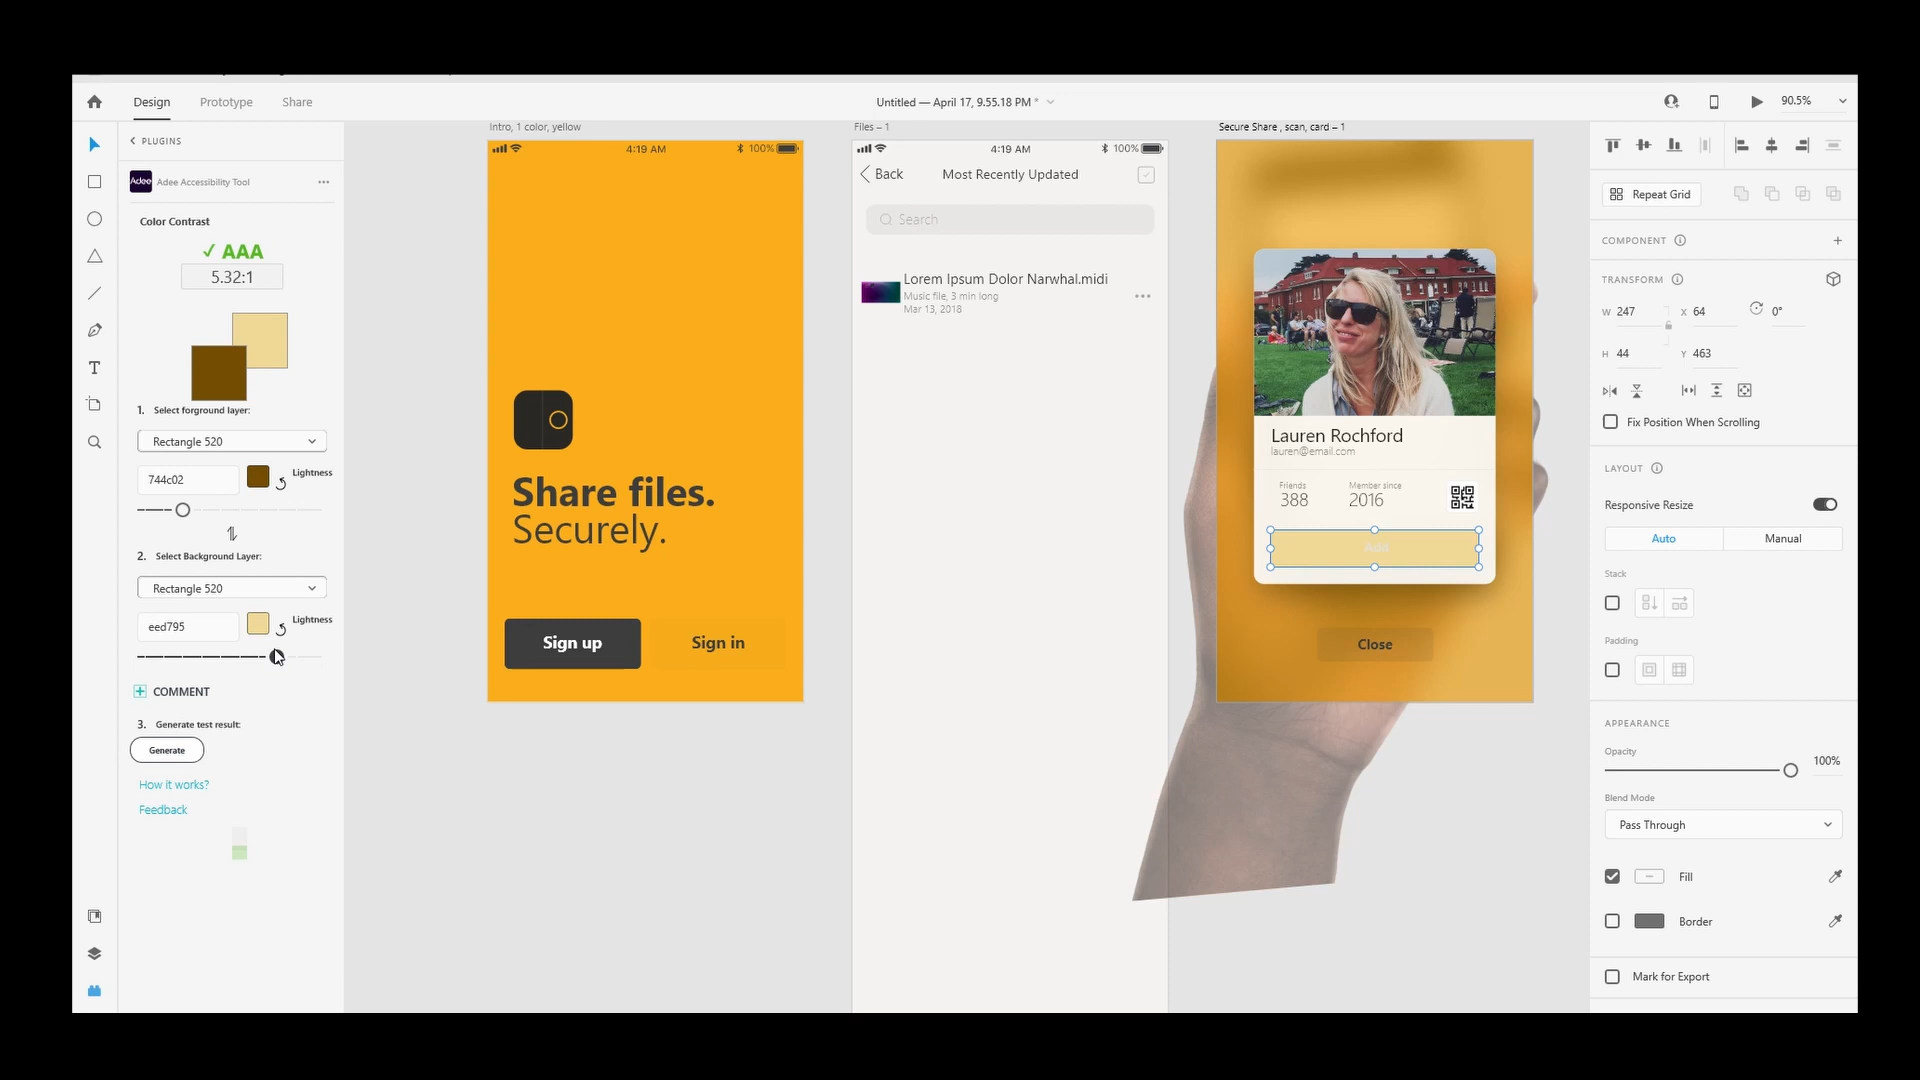 Design Prototype Share
Untitled — April 17, 9.55.18 PM *
90.5%
PLUGINS
Adee
Adee Accessibility Tool
Color Contrast
✓ AAA
5.32:1
1. Select forground layer:
Rectangle 520
744c02
Lightness
2. Select Background Layer:
Rectangle 520
eed795
Lightness
COMMENT
3. Generate test result:
Generate
How it works?
Feedback
Intro, 1 color, yellow
4:19 AM
100%
Share files.
Securely.
Sign up
Sign in
Files – 1
4:19 AM
100%
Back
Most Recently Updated
Search
Lorem Ipsum Dolor Narwhal.midi
Music file, 3 min long
Mar 13, 2018
Secure Share , scan, card – 1
Lauren Rochford
lauren@email.com
Friends
388
Member since
2016
Add
Close
Repeat Grid
COMPONENT
TRANSFORM
W 247 X 64 0°
H 44 Y 463
Fix Position When Scrolling
LAYOUT
Responsive Resize
Auto Manual
Stack
Padding
APPEARANCE
Opacity
100%
Blend Mode
Pass Through
Fill
Border
Mark for Export